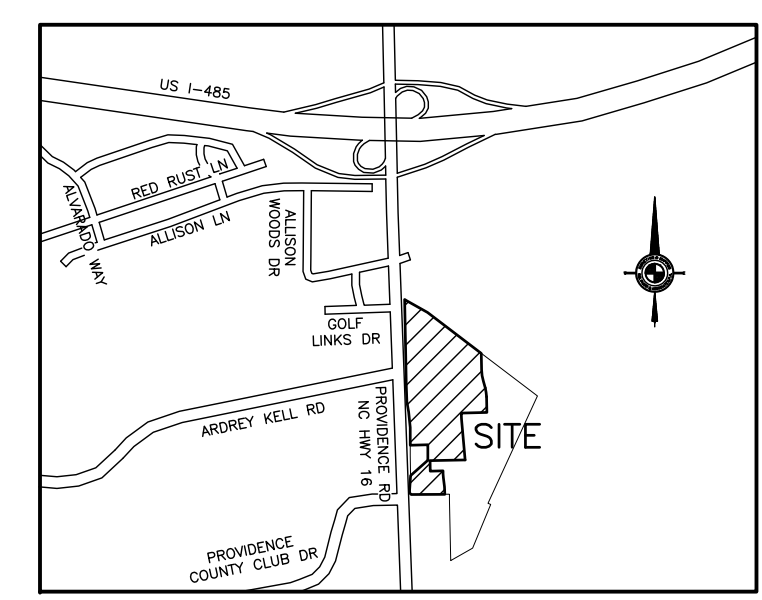 US I-485
RED RUST LN
ALVARADO WAY
ALLISON LN
ALLISON
WOODS DR
GOLF
LINKS DR
ARDREY KELL RD
PROVIDENCE RD
NC HWY 16
SITE
PROVIDENCE
COUNTY CLUB DR